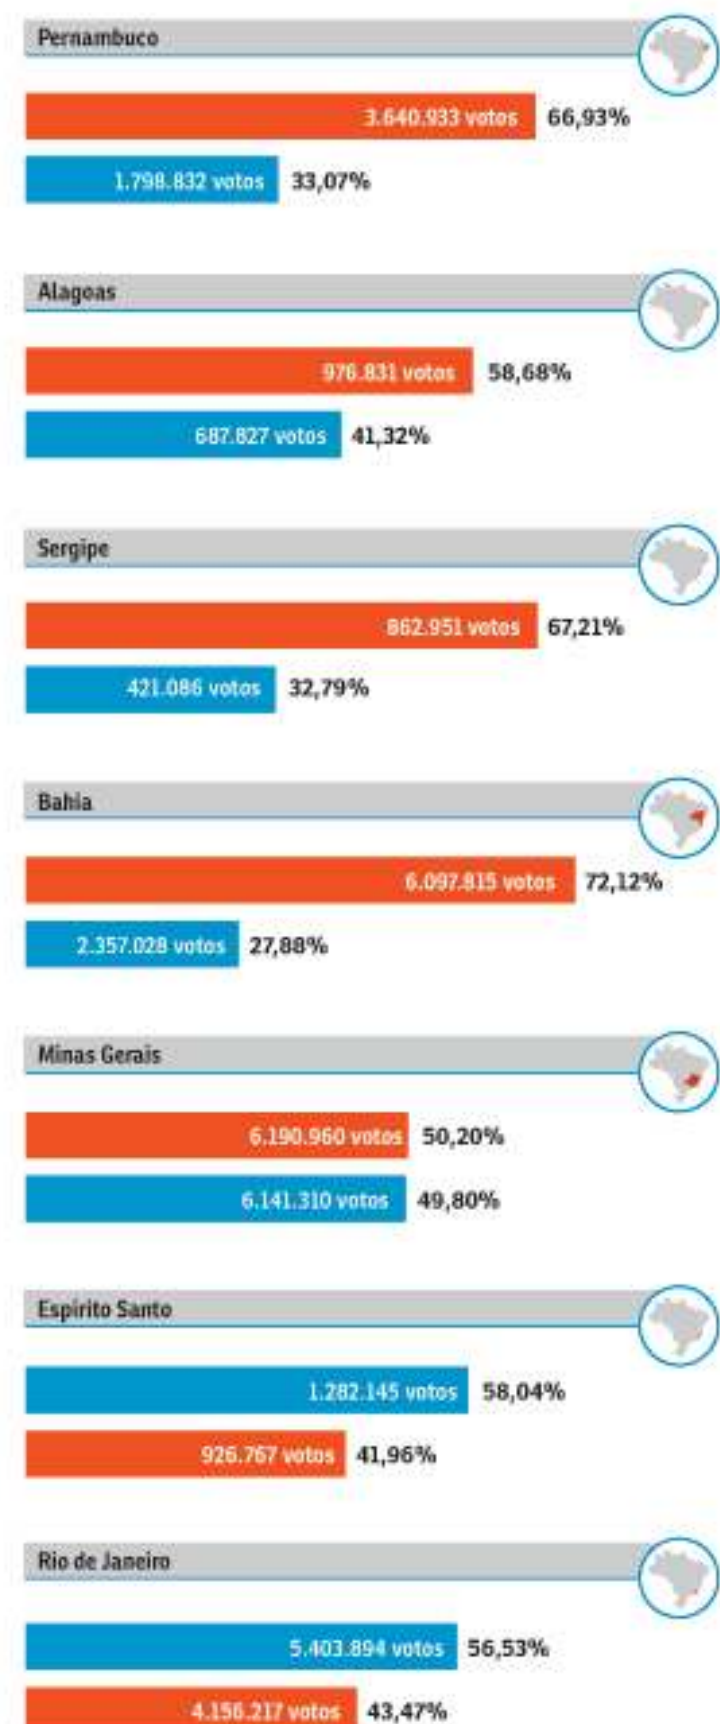 Pernambuco
3.640.933 votos 66,93%
1.798.832 votos 33,07%
Alagoas
976.831 votos 58,68%
687.827 votos 41,32%
Sergipe
862.951 votos 67,21%
421.086 votos 32,79%
Bahia
6.097.815 votos 72,12%
2.357.028 votos 27,88%
Minas Gerais
6.190.960 votos 50,20%
6.141.310 votos 49,80%
Espírito Santo
1.282.145 votos 58,04%
926.767 votos 41,96%
Rio de Janeiro
5.403.894 votos 56,53%
4.156.217 votos 43,47%